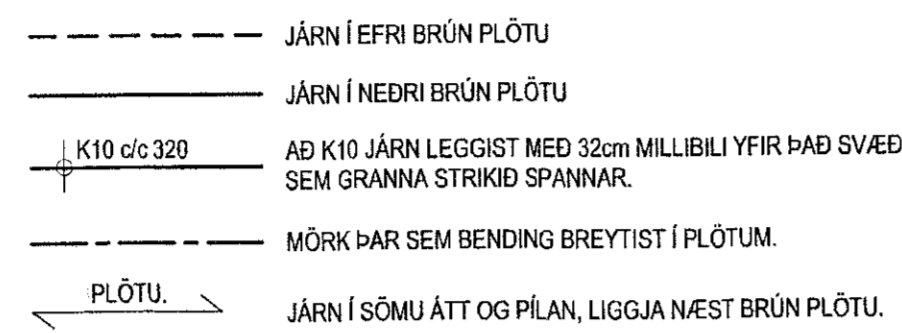 JÁRN Í EFRI BRÚN PLÖTU
JÁRN Í NEÐRI BRÚN PLÖTU
K10 c/c 320
AÐ K10 JÁRN LEGGIST MEÐ 32cm MILLIBILI YFIR ÞAÐ SVÆÐ
SEM GRANNA STRIKIÐ SPANNAR.
MÖRK ÞAR SEM BENDING BREYTIST Í PLÖTUM.
PLÖTU.
JÁRN Í SÖMU ÁTT OG PÍLAN, LIGGJA NÆST BRÚN PLÖTU.